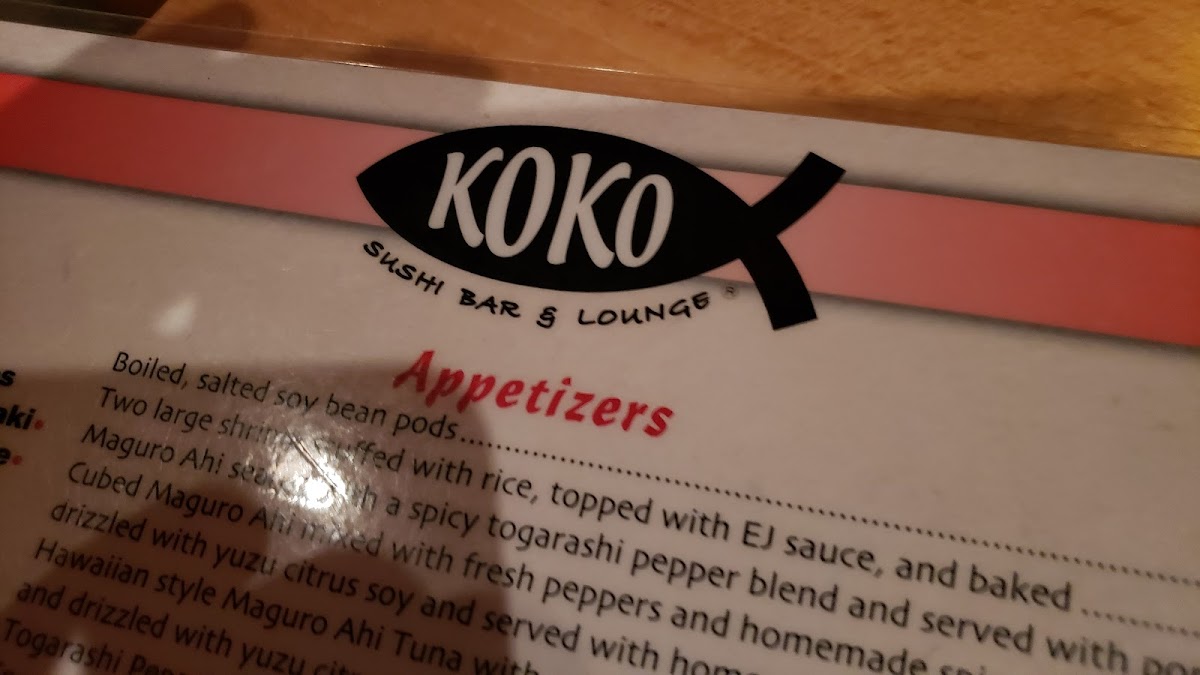 KOKO
SUSHI BAR & LOUNGE ®
Appetizers
s
aki•
e•
Boiled, salted soy bean pods
Two large stuffed with rice, topped with EJ sauce, and baked
Maguro Ahi with a spicy togarashi pepper blend and served with
Cubed Maguro Ahi mixed with fresh peppers and homemade
drizzled with yuzu citrus soy and served with
Hawaiian style Maguro Ahi Tuna with
and drizzled with yuzu
Togarashi